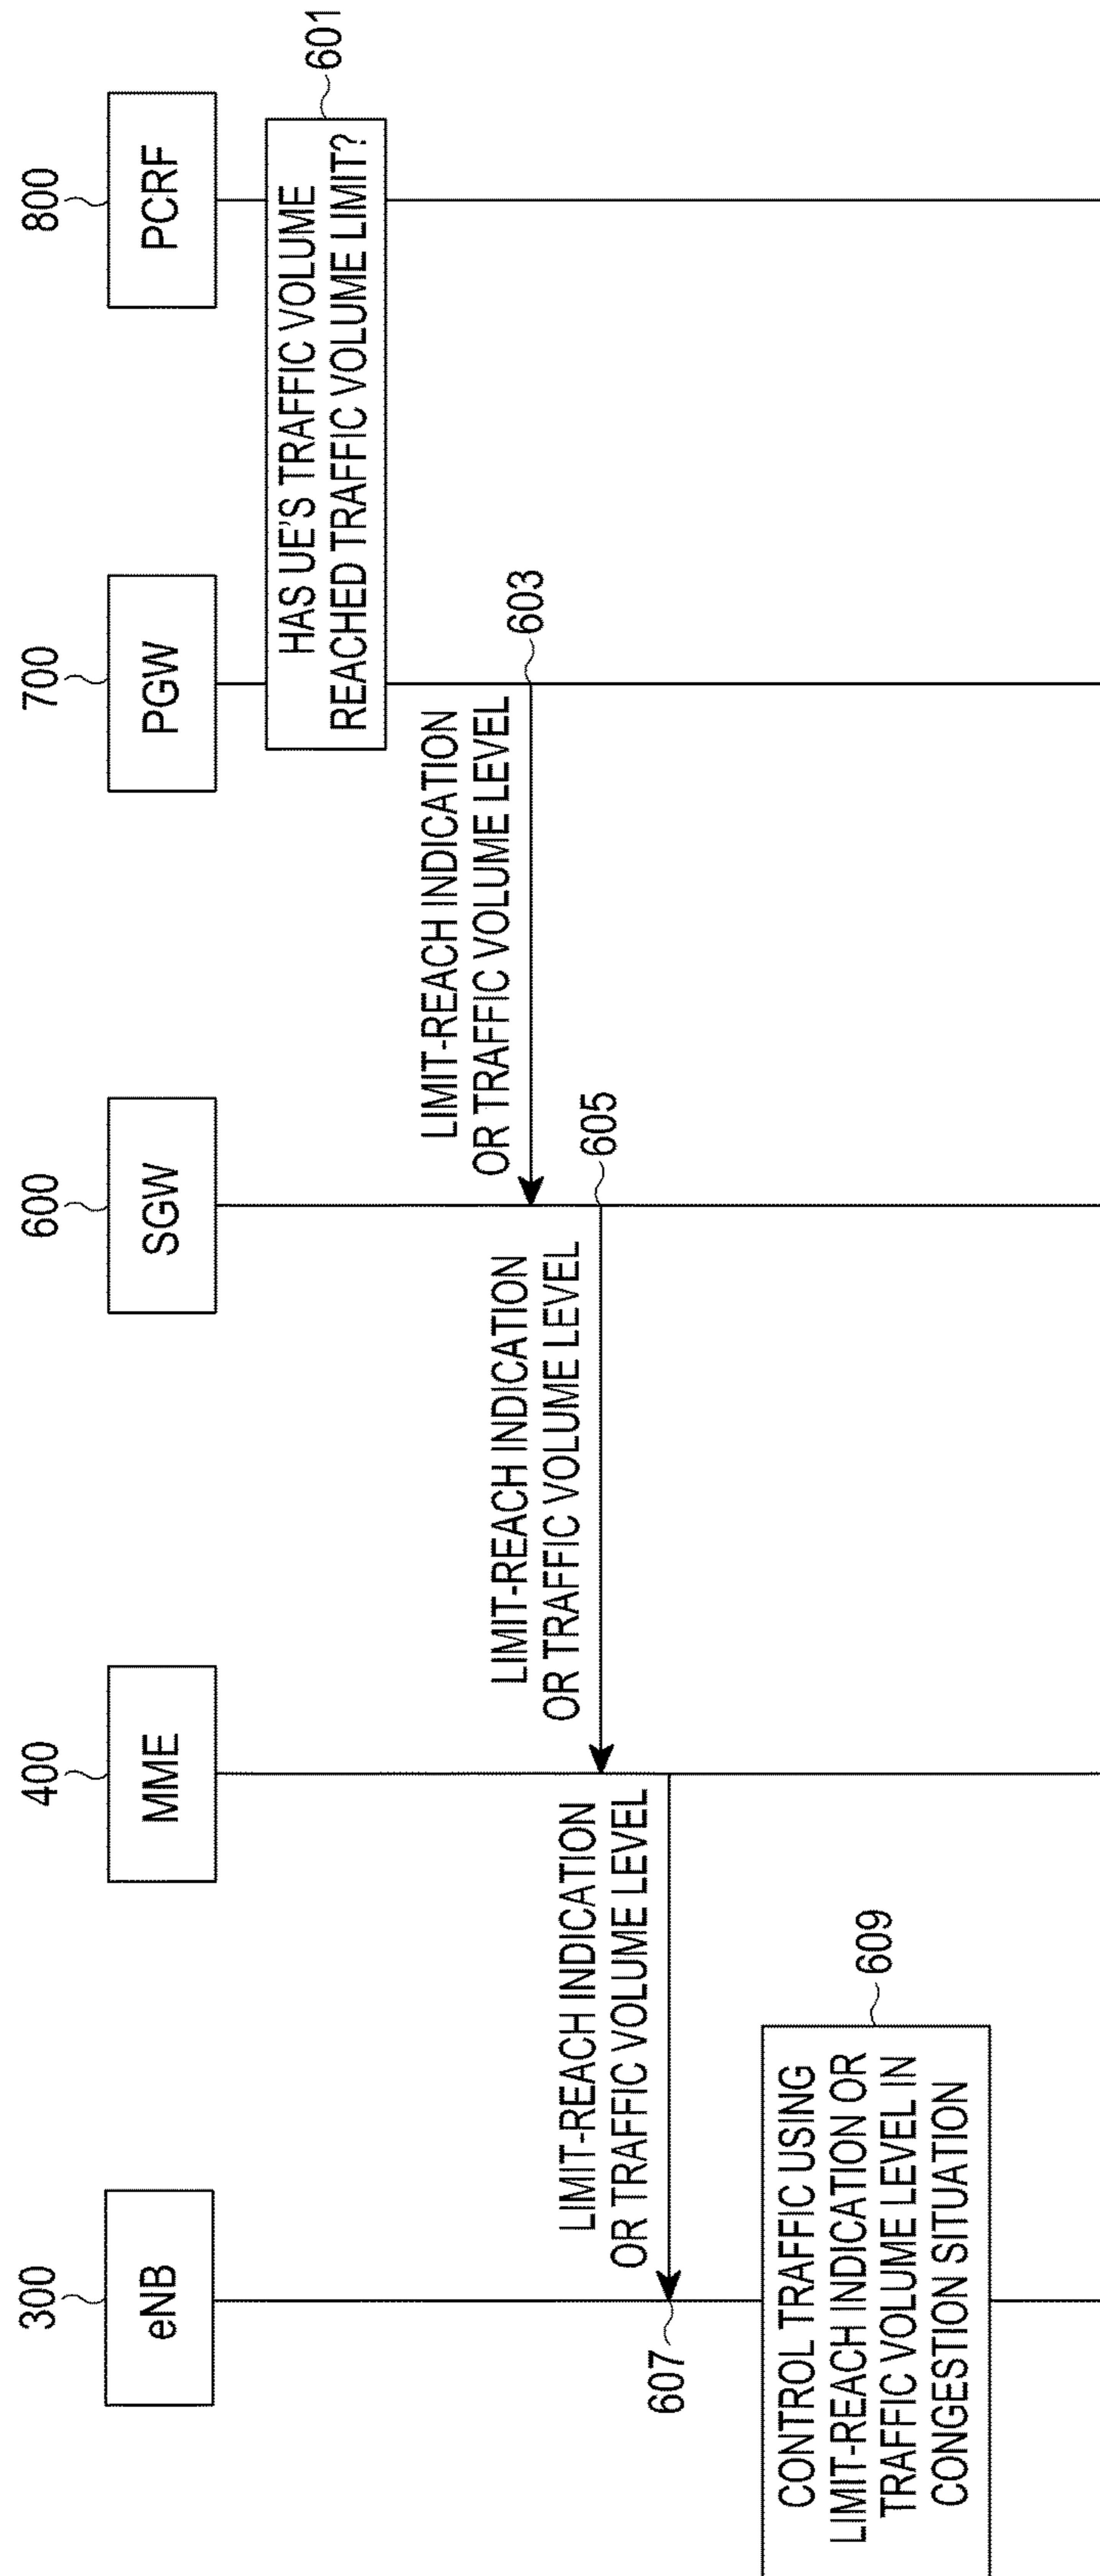 300
400
600
700
800
eNB
MME
SGW
PGW
PCRF
HAS UE'S TRAFFIC VOLUME
REACHED TRAFFIC VOLUME LIMIT?
601
LIMIT-REACH INDICATION
OR TRAFFIC VOLUME LEVEL
603
LIMIT-REACH INDICATION
OR TRAFFIC VOLUME LEVEL
605
LIMIT-REACH INDICATION
OR TRAFFIC VOLUME LEVEL
607
CONTROL TRAFFIC USING
LIMIT-REACH INDICATION OR
TRAFFIC VOLUME LEVEL IN
CONGESTION SITUATION
609